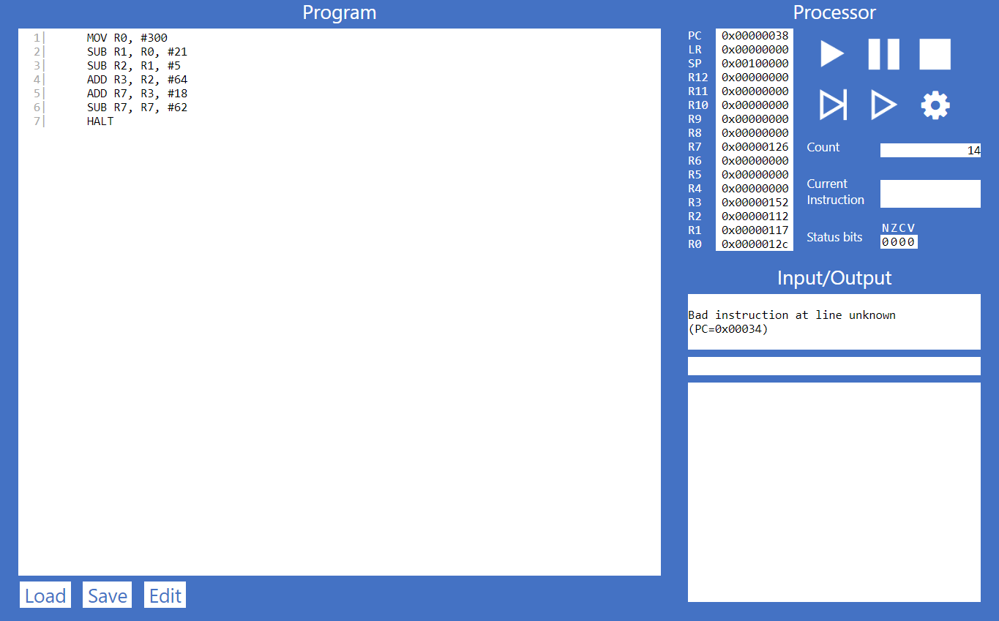 Program
1| MOV R0, #300
2| SUB R1, R0, #21
3| SUB R2, R1, #5
4| ADD R3, R2, #64
5| ADD R7, R3, #18
6| SUB R7, R7, #62
7| HALT
Load Save Edit
Processor
PC 0x00000038
LR 0x00000000
SP 0x00100000
R12 0x00000000
R11 0x00000000
R10 0x00000000
R9 0x00000000
R8 0x00000000
R7 0x00000126
R6 0x00000000
R5 0x00000000
R4 0x00000000
R3 0x00000152
R2 0x00000112
R1 0x00000117
R0 0x0000012c
Count 14
Current
Instruction
NZCV
Status bits 0000
Input/Output
Bad instruction at line unknown
(PC=0x00034)